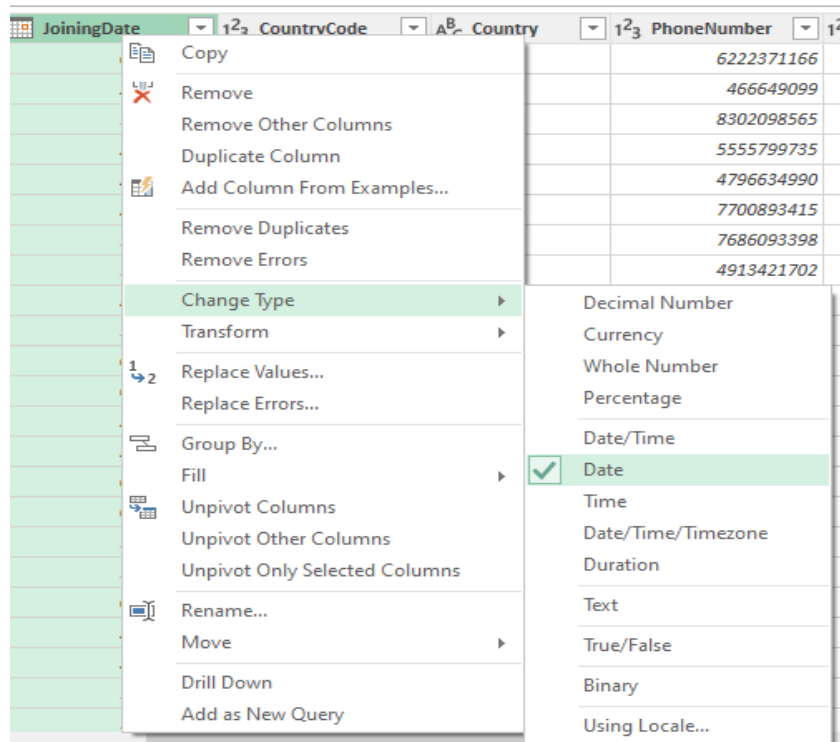 JoiningDate 1²3 CountryCode ABC Country 1²3 PhoneNumber 1²
6222371166
466649099
8302098565
5555799735
4796634990
7700893415
7686093398
4913421702
Copy
Remove
Remove Other Columns
Duplicate Column
Add Column From Examples...
Remove Duplicates
Remove Errors
Change Type
Transform
1
2
Replace Values...
Replace Errors...
Group By...
Fill
Unpivot Columns
Unpivot Other Columns
Unpivot Only Selected Columns
Rename...
Move
Drill Down
Add as New Query
Decimal Number
Currency
Whole Number
Percentage
Date/Time
Date
Time
Date/Time/Timezone
Duration
Text
True/False
Binary
Using Locale...